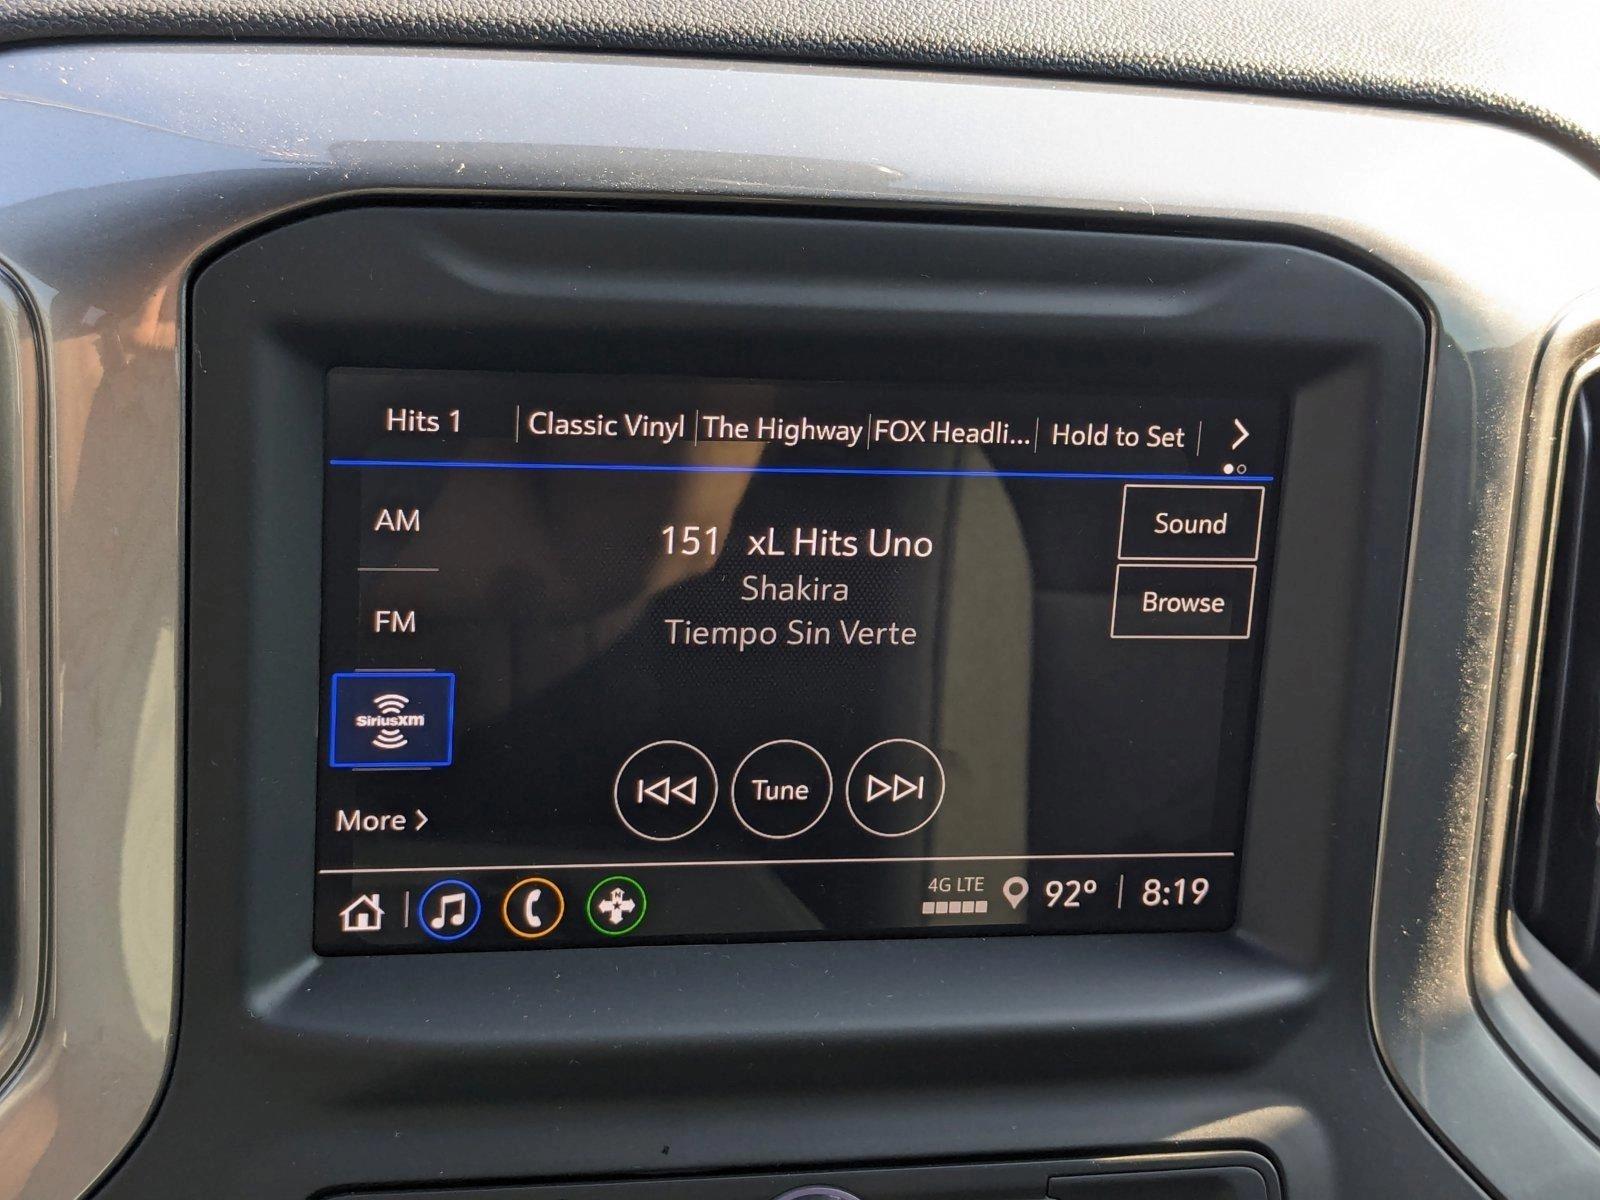 Hits 1 Classic Vinyl The Highway FOX Headli... Hold to Set
AM
FM
SiriusXM
More
151 xL Hits Uno
Shakira
Tiempo Sin Verte
Sound
Browse
Tune
N
4G LTE 92º 8:19